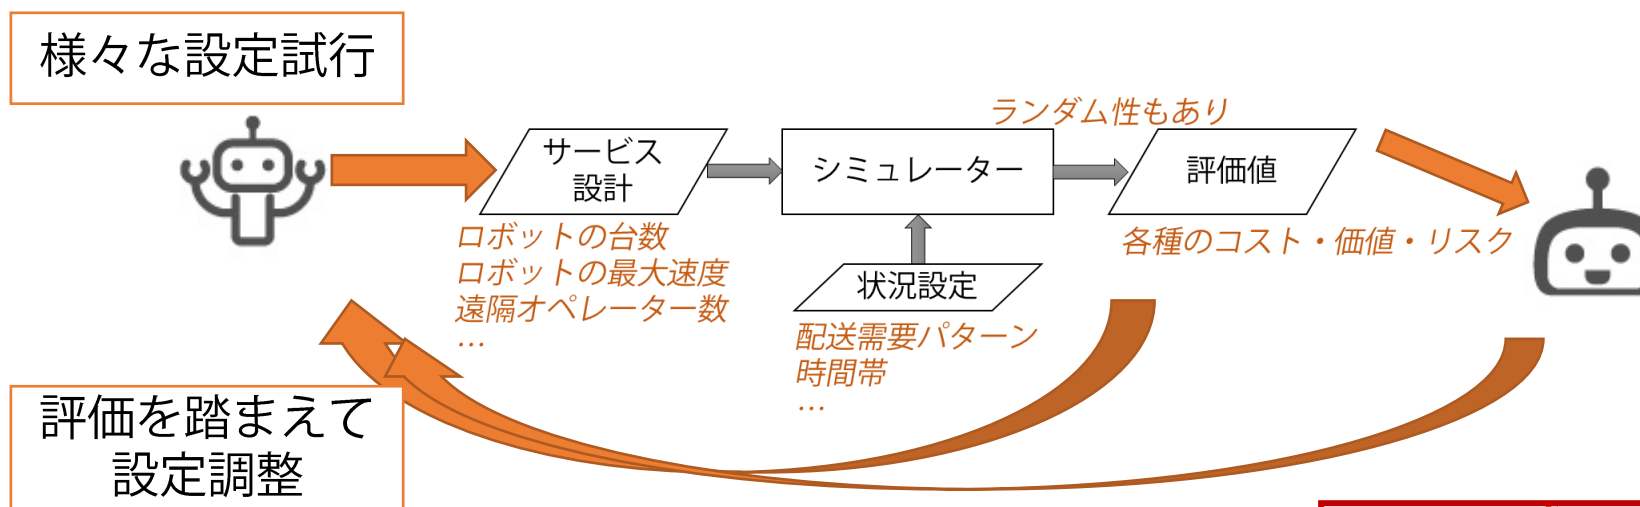 様々な設定試行
ランダム性もあり
サービス
設計
シミュレーター
評価値
ロボットの台数
ロボットの最大速度
遠隔オペレーター数
…
状況設定
配送需要パターン
時間帯
…
各種のコスト・価値・リスク
評価を踏まえて
設定調整